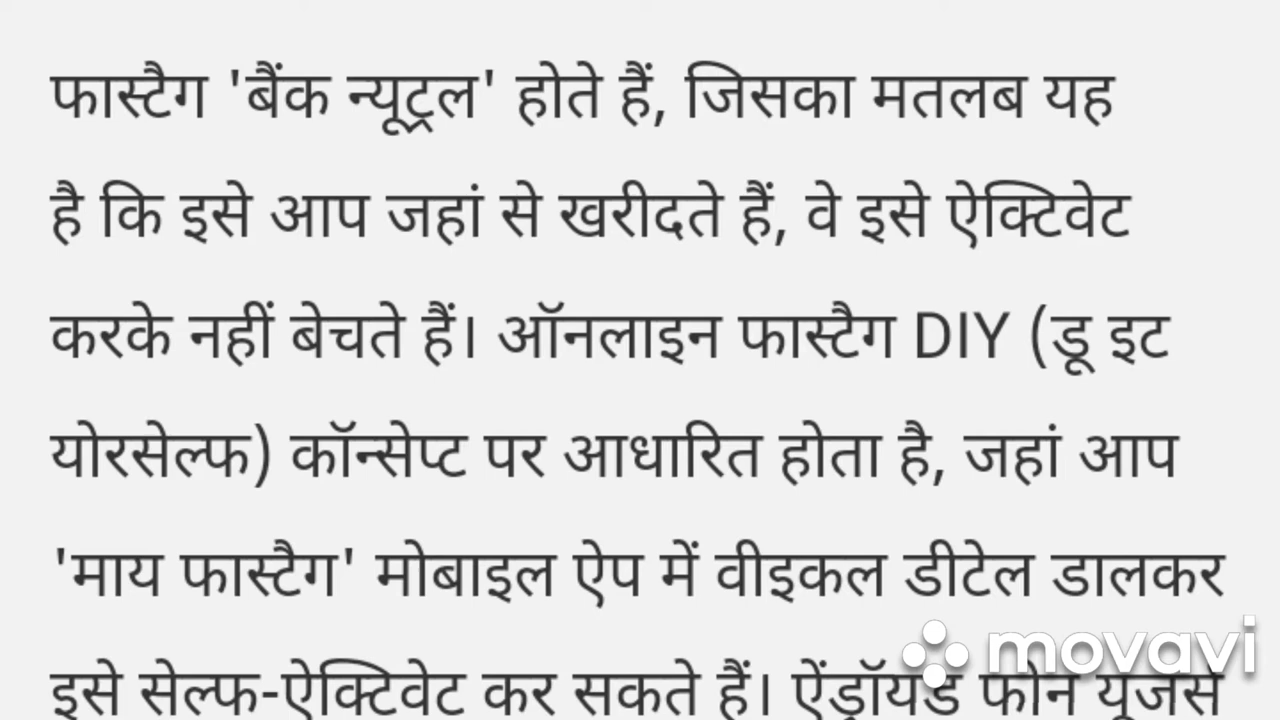 फास्टैग 'बैंक न्यूट्रल' होते हैं, जिसका मतलब यह
है कि इसे आप जहां से खरीदते हैं, वे इसे ऐक्टिवेट
करके नहीं बेचते हैं। ऑनलाइन फास्टैग DIY (डू इट
योरसेल्फ) कॉन्सेप्ट पर आधारित होता है, जहां आप
'माय फास्टैग' मोबाइल ऐप में वीइकल डीटेल डालकर
इसे सेल्फ-ऐक्टिवेट कर सकते हैं। ऐंड्रॉयड फोन यूजर्स
movavi